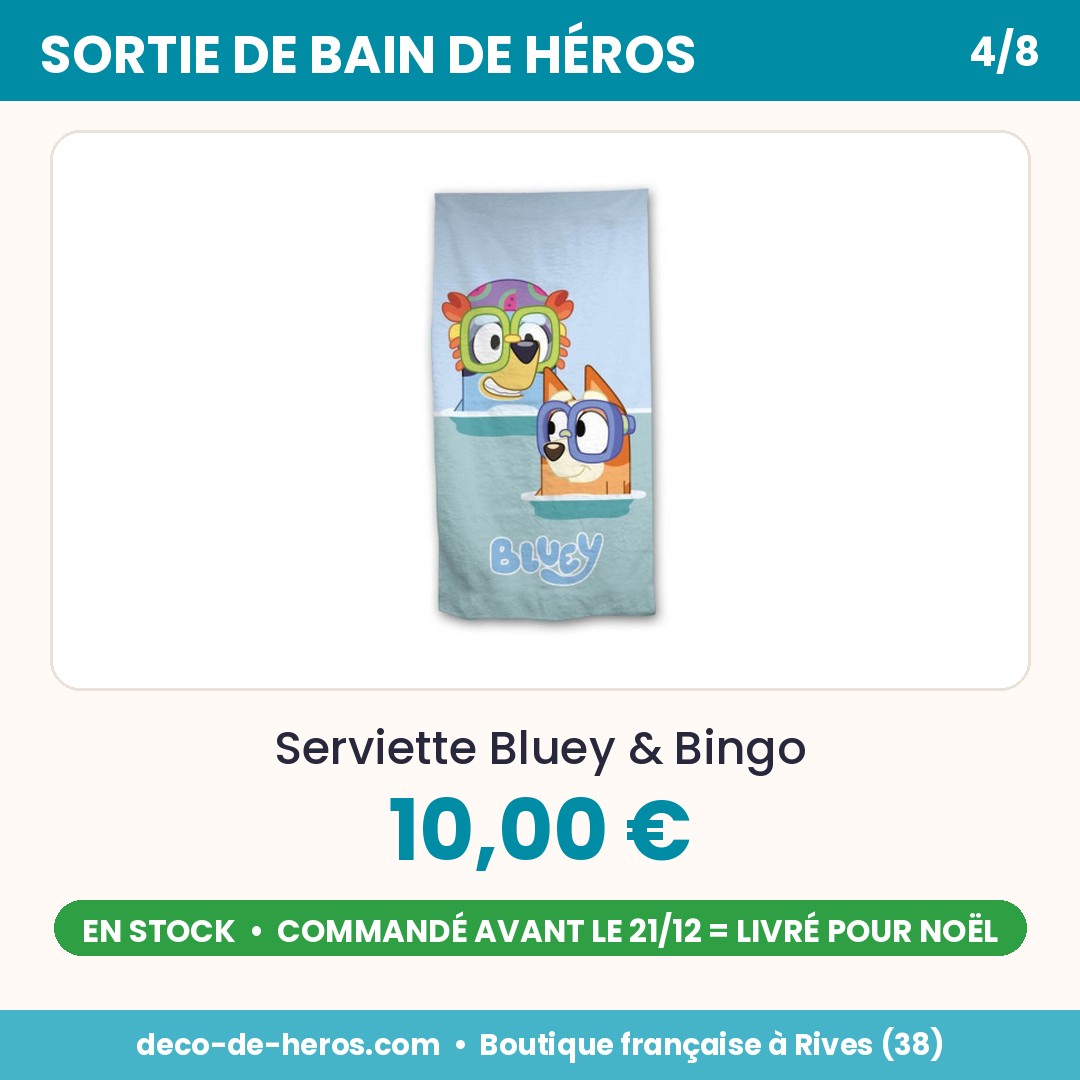 SORTIE DE BAIN DE HÉROS
4/8
BLUEY
Serviette Bluey & Bingo
10,00 €
EN STOCK • COMMANDÉ AVANT LE 21/12 = LIVRÉ POUR NOËL
deco-de-heros.com • Boutique française à Rives (38)